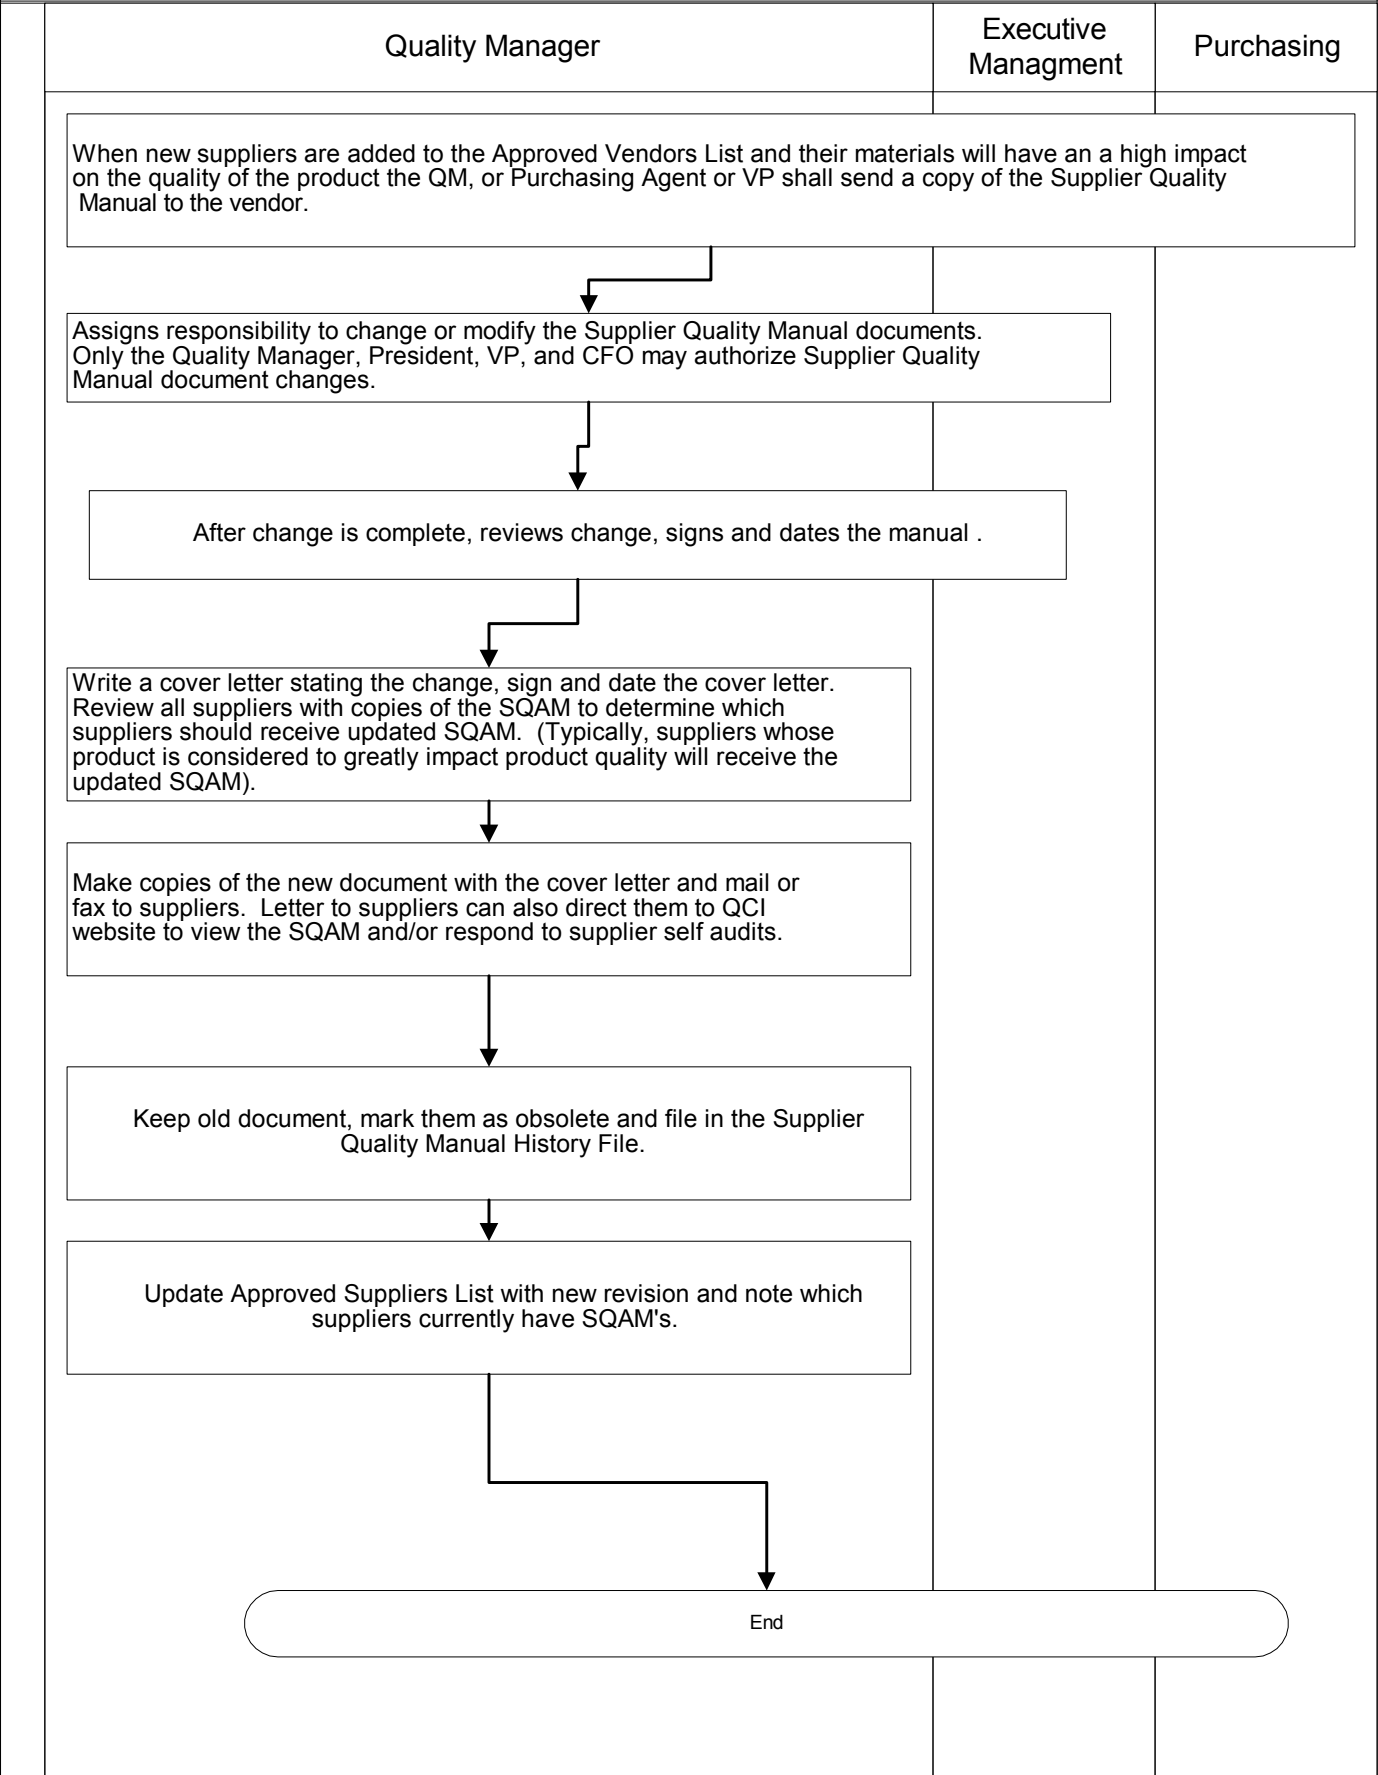 Quality Manager
Executive
Managment
Purchasing
When new suppliers are added to the Approved Vendors List and their materials will have an a high impact
on the quality of the product the QM, or Purchasing Agent or VP shall send a copy of the Supplier Quality
Manual to the vendor.
Assigns responsibility to change or modify the Supplier Quality Manual documents.
Only the Quality Manager, President, VP, and CFO may authorize Supplier Quality
Manual document changes.
After change is complete, reviews change, signs and dates the manual .
Write a cover letter stating the change, sign and date the cover letter.
Review all suppliers with copies of the SQAM to determine which
suppliers should receive updated SQAM.  (Typically, suppliers whose
product is considered to greatly impact product quality will receive the
updated SQAM).
Make copies of the new document with the cover letter and mail or
fax to suppliers.  Letter to suppliers can also direct them to QCI
website to view the SQAM and/or respond to supplier self audits.
Keep old document, mark them as obsolete and file in the Supplier
Quality Manual History File.
Update Approved Suppliers List with new revision and note which
suppliers currently have SQAM's.
End